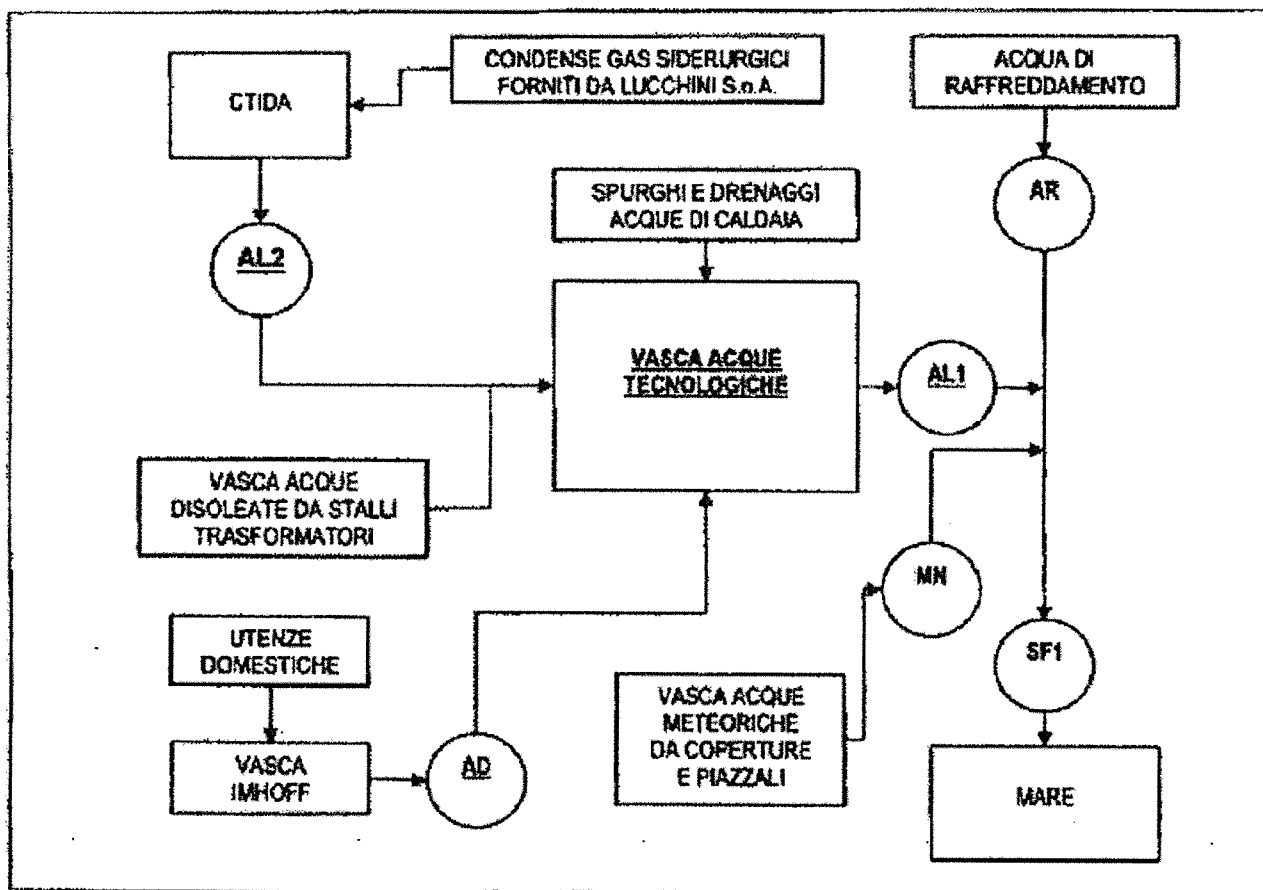 CONDENSE GAS SIDERURGICI
FORNITI DA LUCCHINI S.p.A.
ACQUA DI
RAFFREDDAMENTO
CTIDA
AR
SPURGHI E DRENAGGI
ACQUE DI CALDAIA
AL2
VASCA ACQUE
TECNOLOGICHE
AL1
VASCA ACQUE
DISOLEATE DA STALLI
TRASFORMATORI
MN
UTENZE
DOMESTICHE
SF1
VASCA ACQUE
METEORICHE
DA COPERTURE
E PIAZZALI
VASCA
IMHOFF
AD
MARE